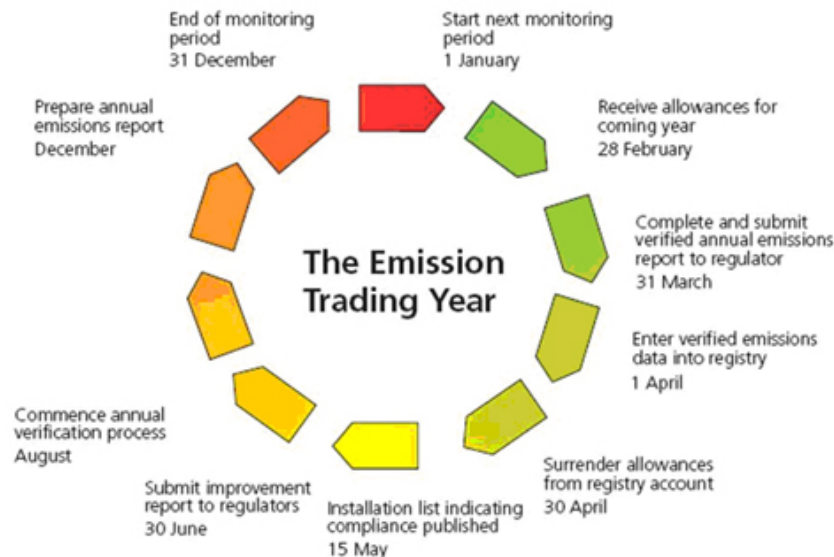 End of monitoring
period
31 December
Start next monitoring
period
1 January
Prepare annual
emissions report
December
Receive allowances for
coming year
28 February
The Emission
Trading Year
Complete and submit
verified annual emissions
report to regulator
31 March
Enter verified emissions
data into registry
1 April
Commence annual
verification process
August
Surrender allowances
from registry account
30 April
Submit improvement
report to regulators
30 June
Installation list indicating
compliance published
15 May